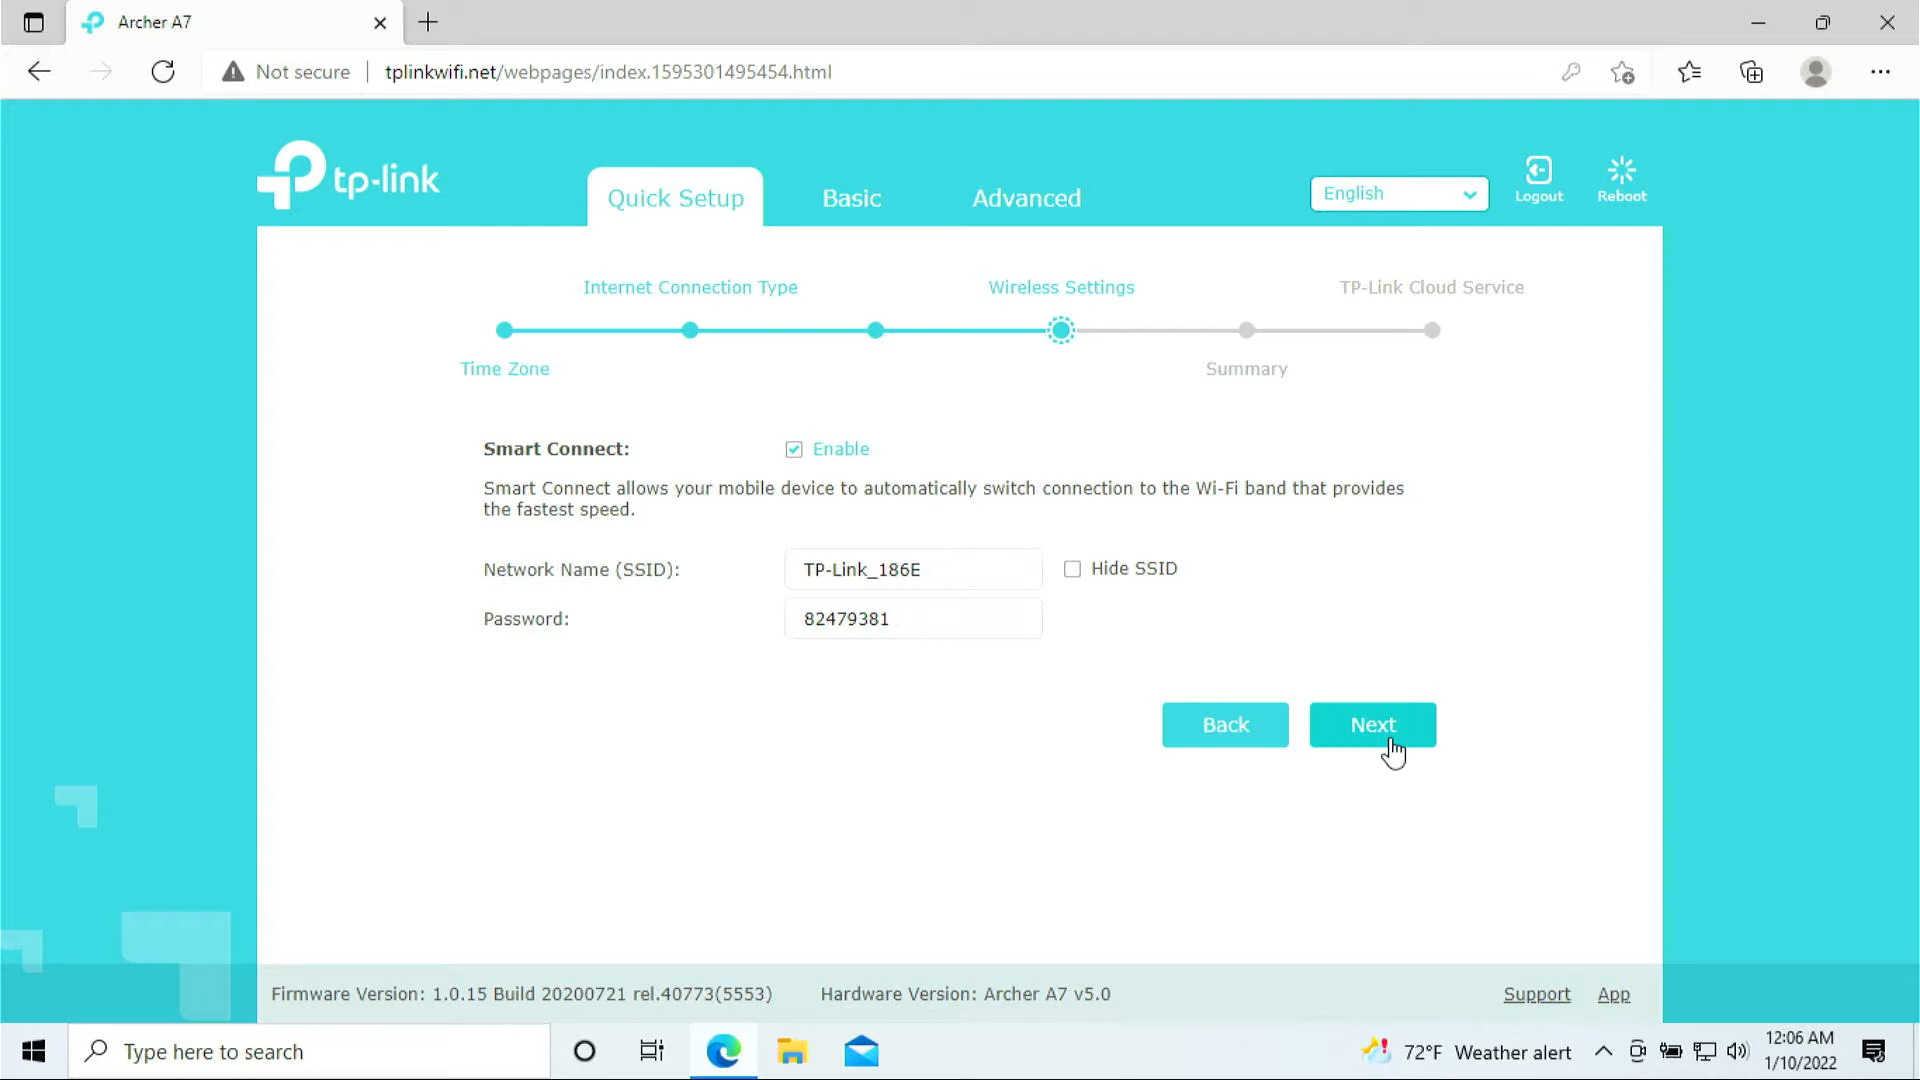 Archer A7
Not secure
tplinkwifi.net/webpages/index.1595301495454.html
tp-link
Quick Setup
Basic
Advanced
English
Logout
Reboot
Internet Connection Type
Wireless Settings
TP-Link Cloud Service
Time Zone
Summary
Smart Connect:
Enable
Smart Connect allows your mobile device to automatically switch connection to the Wi-Fi band that provides
the fastest speed.
Network Name (SSID):
TP-Link_186E
Hide SSID
Password:
82479381
Back
Next
Firmware Version: 1.0.15 Build 20200721 rel.40773(5553)
Hardware Version: Archer A7 v5.0
Support
App
Type here to search
72°F Weather alert
12:06 AM
1/10/2022